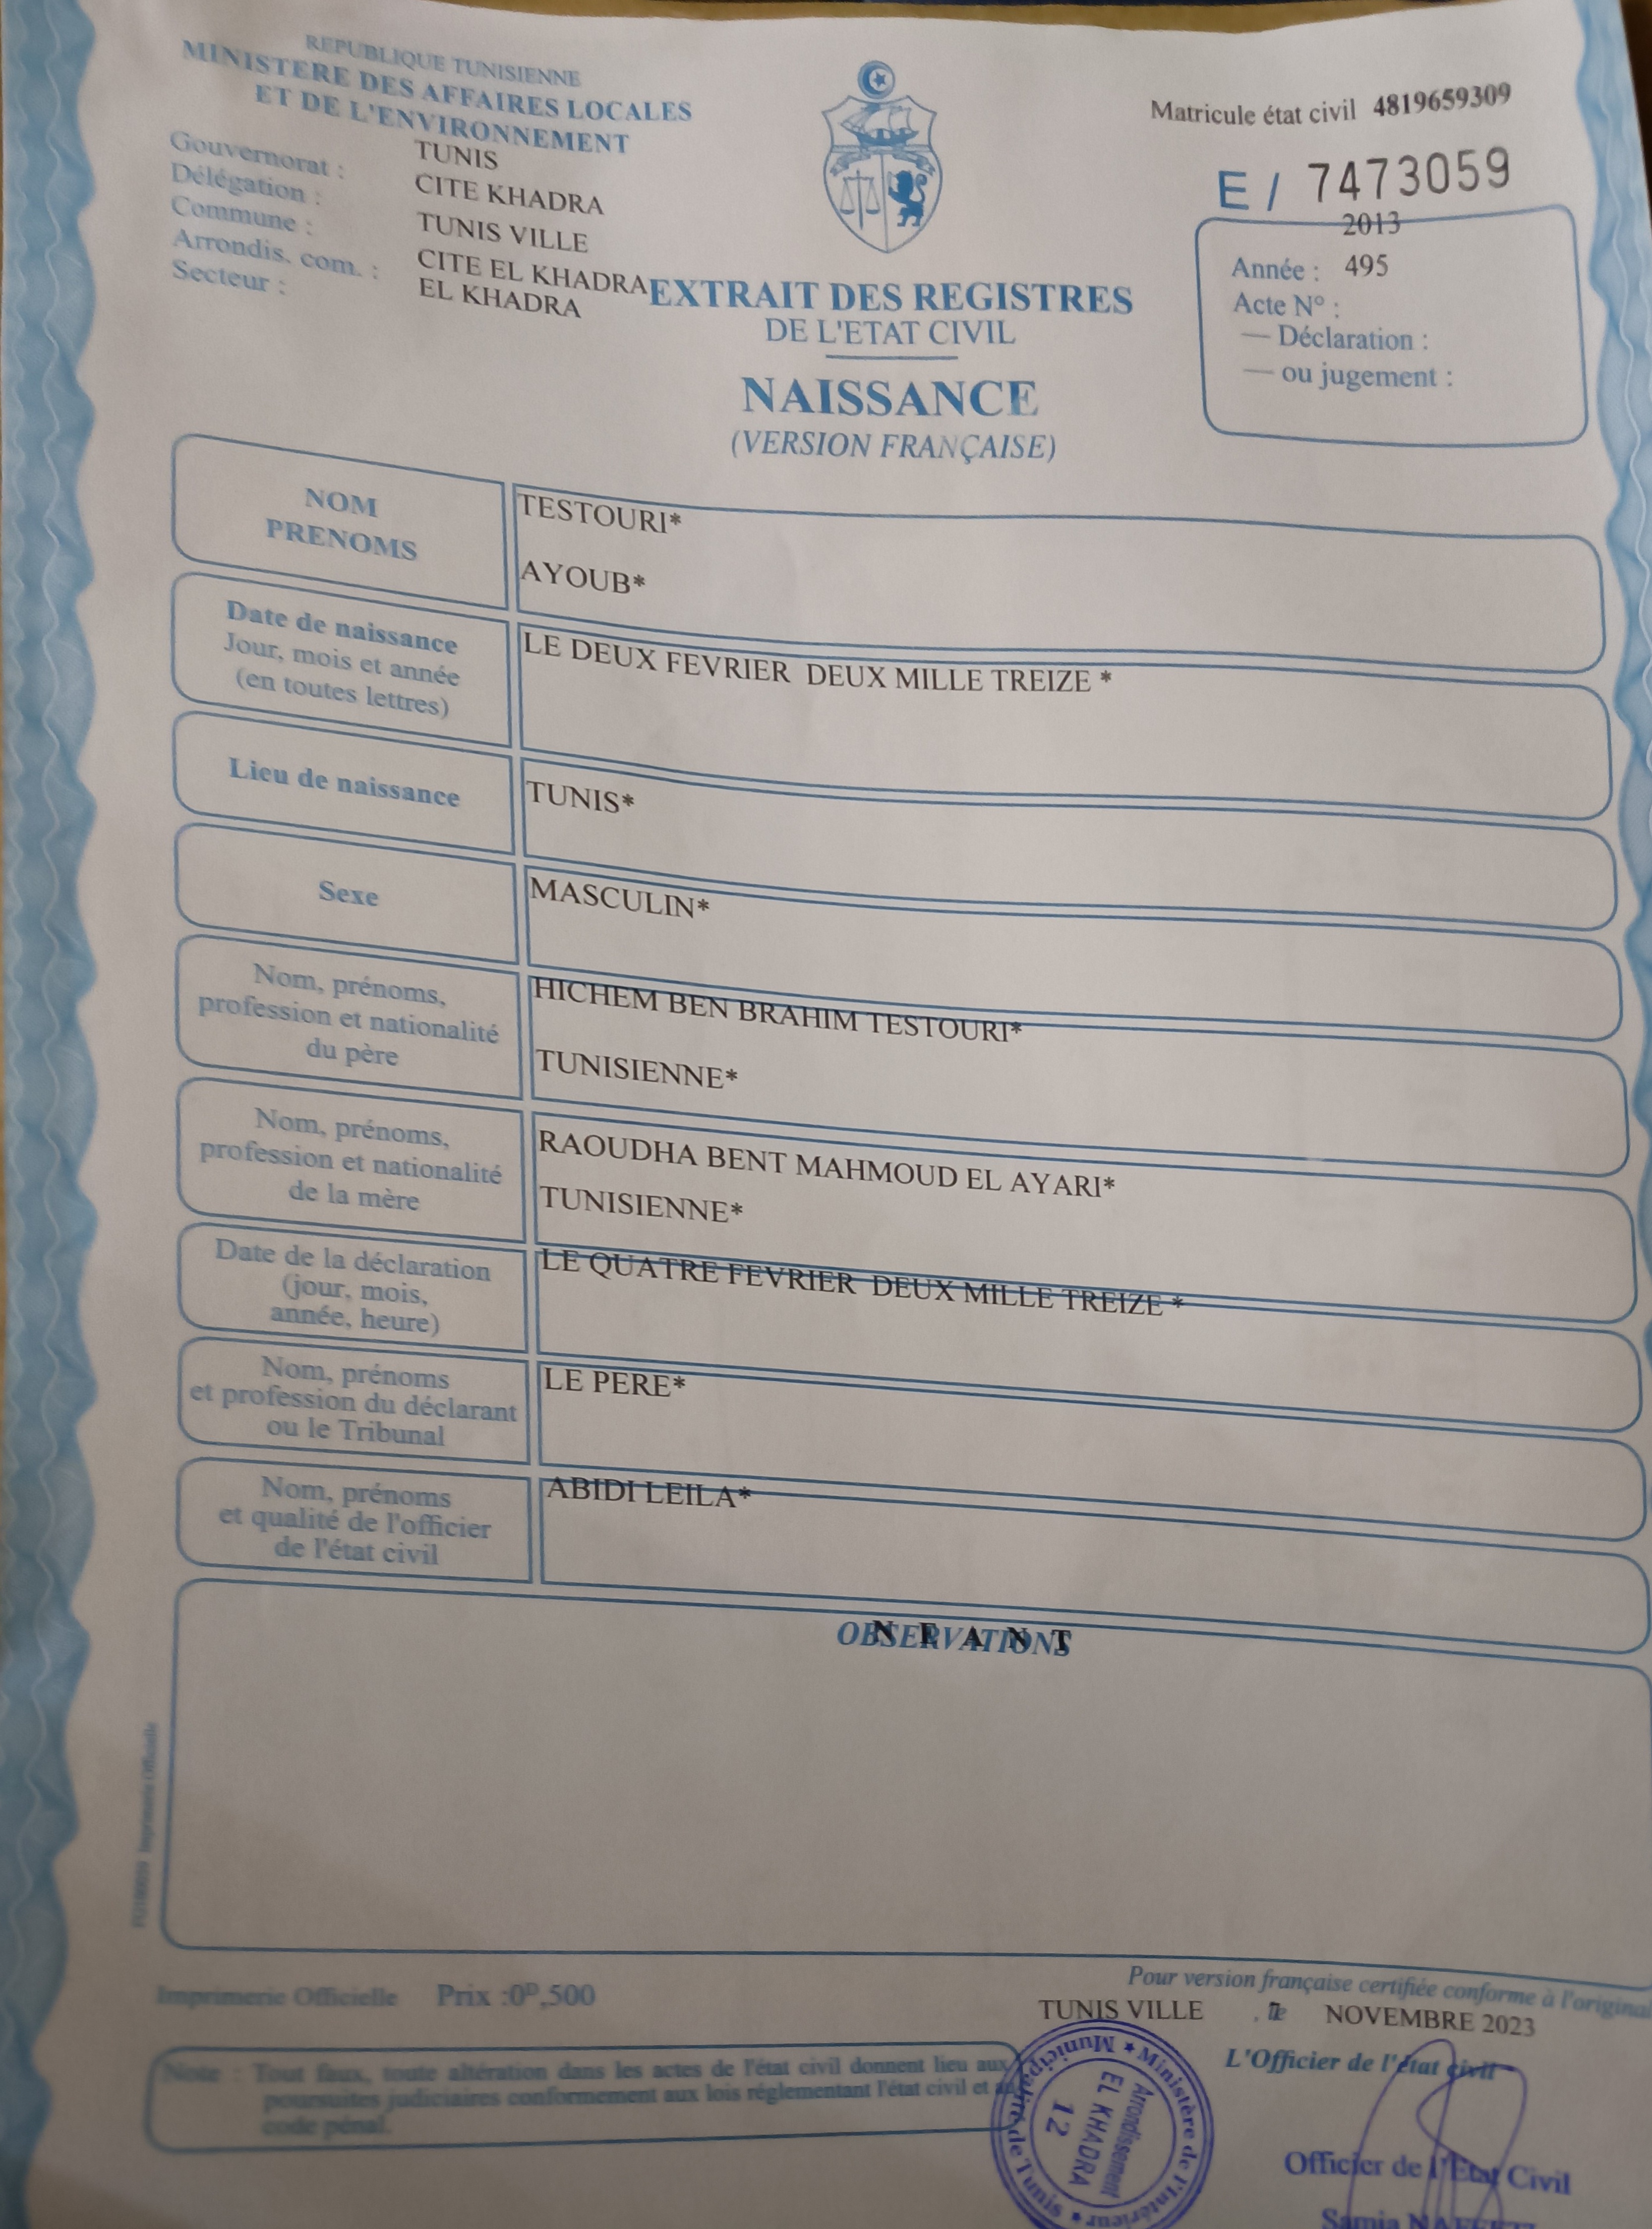 REPUBLIQUE TUNISIENNE
MINISTERE DES AFFAIRES LOCALES
ET DE L'ENVIRONNEMENT
Gouvernorat : TUNIS
Délégation : CITE KHADRA
Commune : TUNIS VILLE
Arrondis. com. : CITE EL KHADRA
Secteur : EL KHADRA
Matricule état civil 4819659309
E / 7473059
2013
Année : 495
Acte N° :
— Déclaration :
— ou jugement :
EXTRAIT DES REGISTRES
DE L'ETAT CIVIL
NAISSANCE
(VERSION FRANÇAISE)
NOM
PRENOMS
TESTOURI*
AYOUB*
Date de naissance
Jour, mois et année
(en toutes lettres)
LE DEUX FEVRIER DEUX MILLE TREIZE *
Lieu de naissance
TUNIS*
Sexe
MASCULIN*
Nom, prénoms,
profession et nationalité
du père
HICHEM BEN BRAHIM TESTOURI*
TUNISIENNE*
Nom, prénoms,
profession et nationalité
de la mère
RAOUDHA BENT MAHMOUD EL AYARI*
TUNISIENNE*
Date de la déclaration
(jour, mois,
année, heure)
LE QUATRE FEVRIER DEUX MILLE TREIZE *
Nom, prénoms
et profession du déclarant
ou le Tribunal
LE PERE*
Nom, prénoms
et qualité de l'officier
de l'état civil
ABIDI LEILA*
OBSERVATIONS
N E A N T
Imprimerie Officielle
Imprimerie Officielle Prix :0D,500
Pour version française certifiée conforme à l'original
TUNIS VILLE , le NOVEMBRE 2023
L'Officier de l'état civil
Note : Tout faux, toute altération dans les actes de l'état civil donnent lieu aux
poursuites judiciaires conformement aux lois réglementant l'état civil et au
code pénal.
Ministère de l'Intérieur * Municipalité de Tunis *
Arrondissement
EL KHADRA
12
Officier de l'Etat Civil
Samia